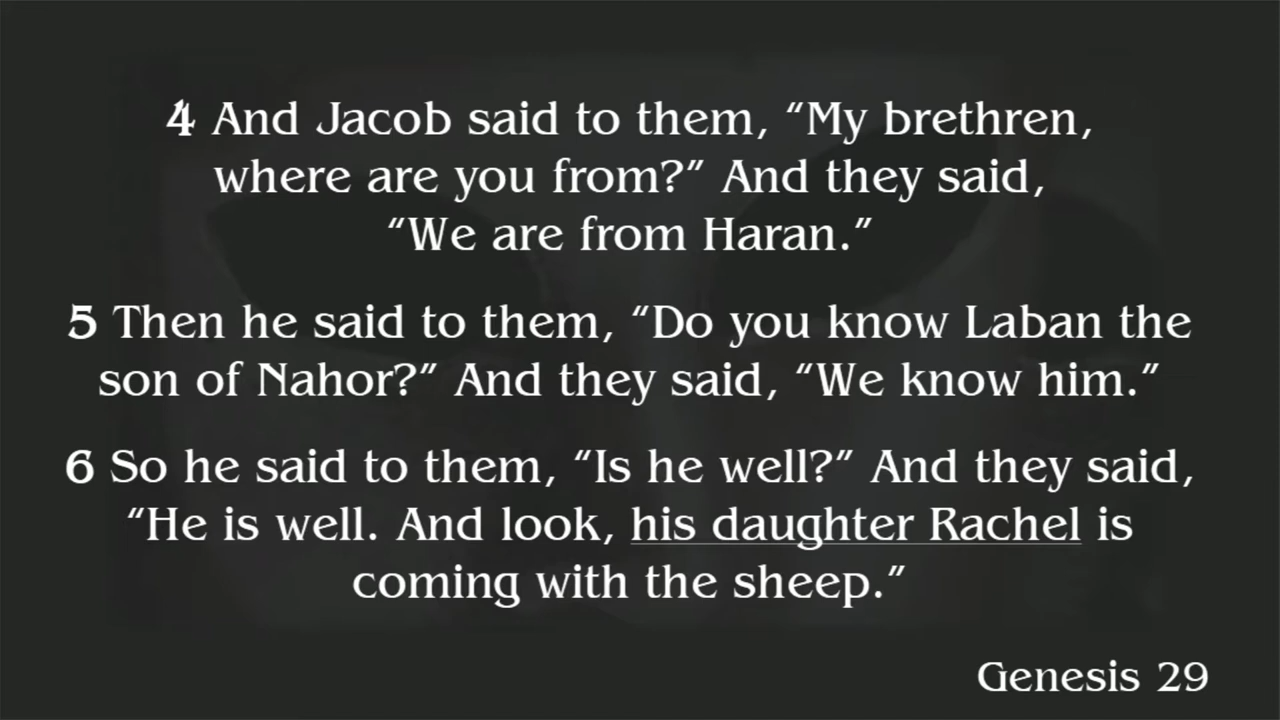 4 And Jacob said to them, “My brethren,
where are you from?” And they said,
“We are from Haran.”
5 Then he said to them, “Do you know Laban the
son of Nahor?” And they said, “We know him.”
6 So he said to them, “Is he well?” And they said,
“He is well. And look, his daughter Rachel is
coming with the sheep.”
Genesis 29